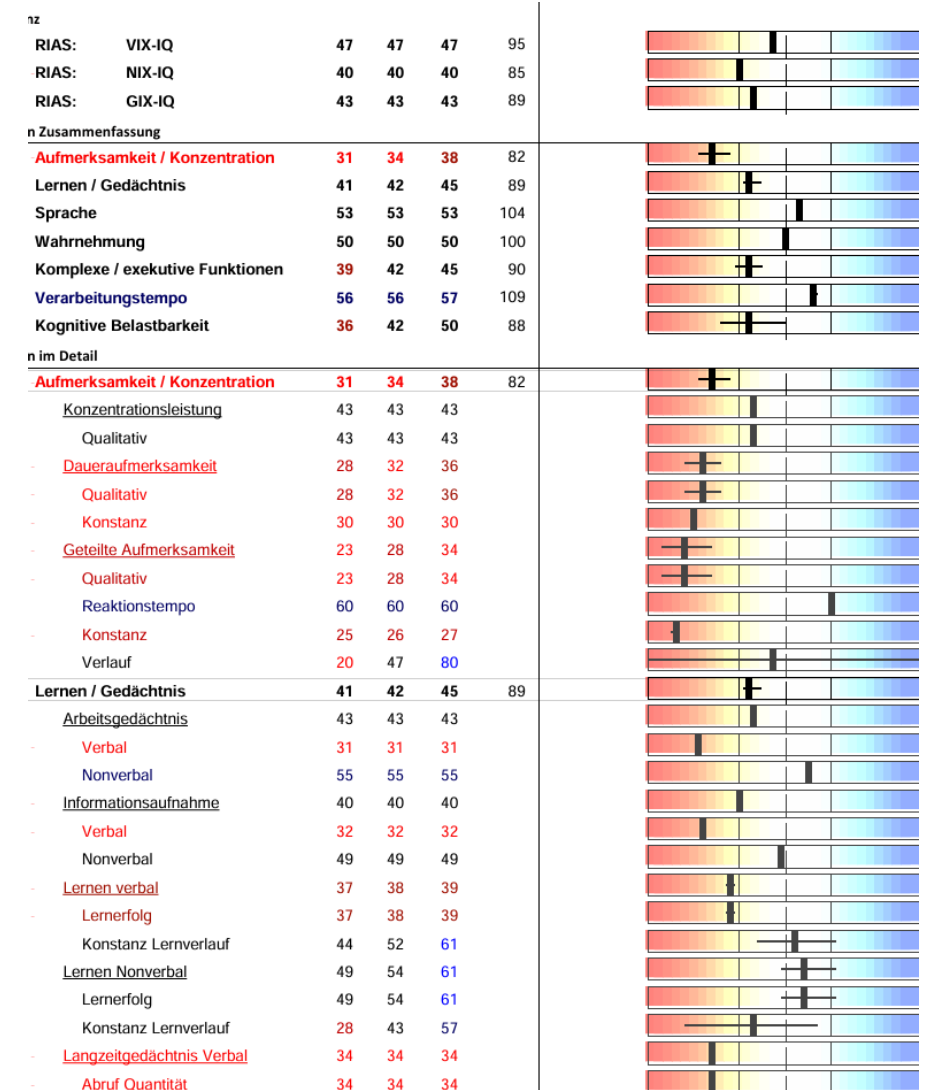 nz
RIAS: VIX-IQ 47 47 47 95
RIAS: NIX-IQ 40 40 40 85
RIAS: GIX-IQ 43 43 43 89
n Zusammenfassung
Aufmerksamkeit / Konzentration 31 34 38 82
Lernen / Gedächtnis 41 42 45 89
Sprache 53 53 53 104
Wahrnehmung 50 50 50 100
Komplexe / exekutive Funktionen 39 42 45 90
Verarbeitungstempo 56 56 57 109
Kognitive Belastbarkeit 36 42 50 88
n im Detail
Aufmerksamkeit / Konzentration 31 34 38 82
Konzentrationsleistung 43 43 43
Qualitativ 43 43 43
- Daueraufmerksamkeit 28 32 36
- Qualitativ 28 32 36
- Konstanz 30 30 30
- Geteilte Aufmerksamkeit 23 28 34
- Qualitativ 23 28 34
Reaktionstempo 60 60 60
- Konstanz 25 26 27
Verlauf 20 47 80
Lernen / Gedächtnis 41 42 45 89
Arbeitsgedächtnis 43 43 43
- Verbal 31 31 31
Nonverbal 55 55 55
Informationsaufnahme 40 40 40
- Verbal 32 32 32
Nonverbal 49 49 49
- Lernen verbal 37 38 39
- Lernerfolg 37 38 39
Konstanz Lernverlauf 44 52 61
Lernen Nonverbal 49 54 61
Lernerfolg 49 54 61
Konstanz Lernverlauf 28 43 57
- Langzeitgedächtnis Verbal 34 34 34
- Abruf Quantität 34 34 34